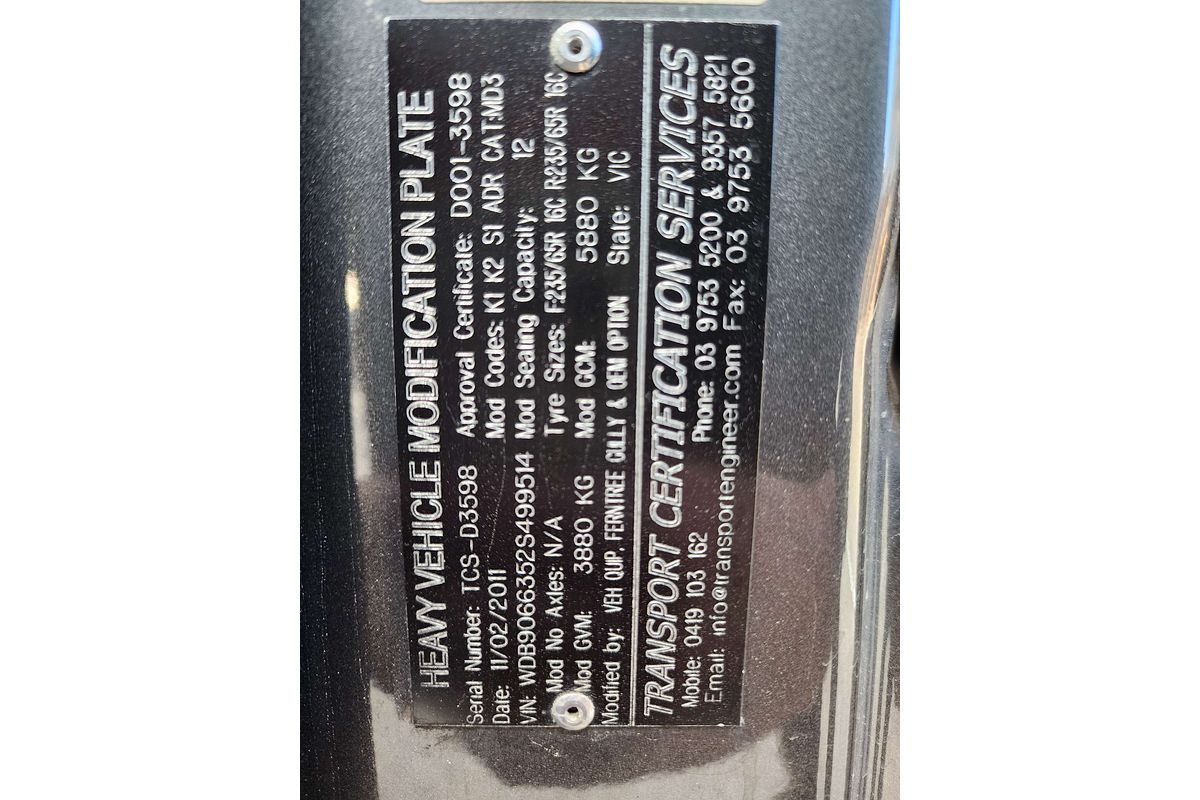 HEAVY VEHICLE MODIFICATION PLATE
Serial Number: TCS-D3598 Approval Certificate: D001-3598
Date: 11/02/2011 Mod Codes: K1 K2 S1 ADR CAT:MD3
VIN: WDB9066352S499514 Mod Seating Capacity: 12
Mod No Axles: N/A Tyre Sizes: F:235/65R 16C R:235/65R 16C
Mod GVM: 3880 KG Mod GCM: 5880 KG
Modified by: VEH QUIP, FERNTREE GULLY & OEM OPTION State: VIC
TRANSPORT CERTIFICATION SERVICES
Mobile: 0419 103 162 Phone: 03 9753 5200 & 9357 5821
Email: info@transportengineer.com Fax: 03 9753 5600